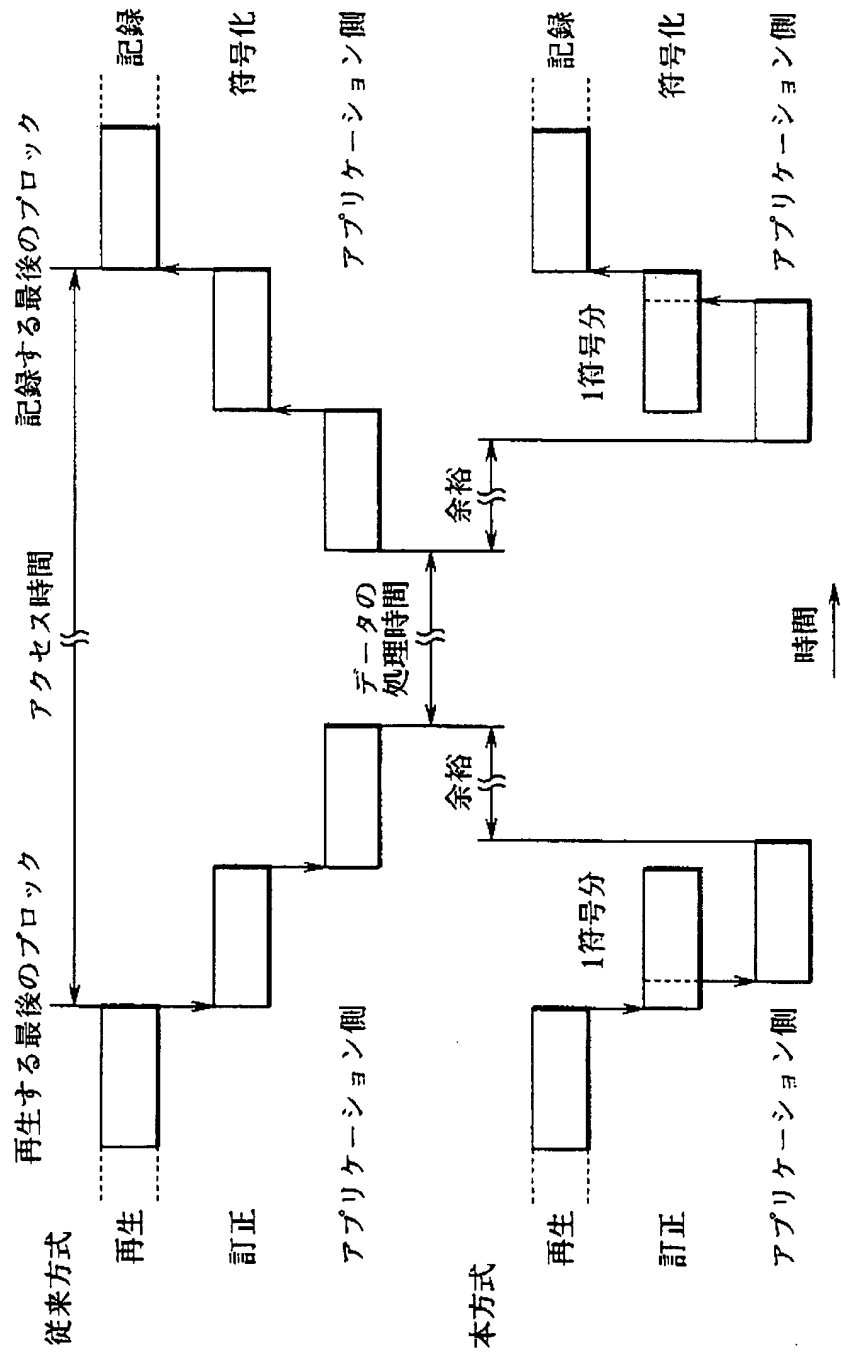 従来方式
再生する最後のブロック
アクセス時間
記録する最後のブロック
再生
記録
訂正
符号化
アプリケーション側
データの
処理時間
アプリケーション側
余裕
余裕
本方式
再生
記録
1符号分
1符号分
訂正
符号化
アプリケーション側
アプリケーション側
時間